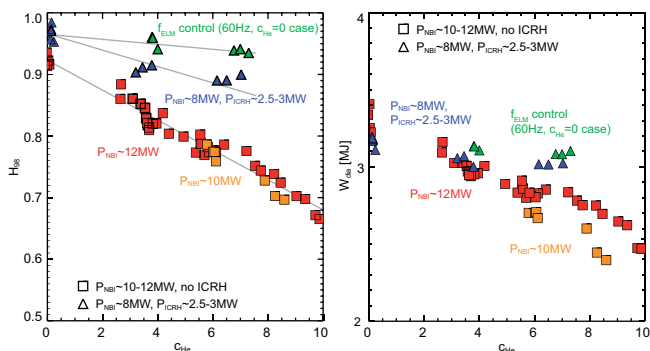 f_ELM control (60Hz, c_He=0 case)
P_NBI~8MW, P_ICRH~2.5-3MW
P_NBI~12MW
P_NBI~10MW
P_NBI~10-12MW, no ICRH
P_NBI~8MW, P_ICRH~2.5-3MW
H_98
1.0
0.9
0.8
0.7
0.6
0.5
0
2
4
6
8
10
c_He
P_NBI~10-12MW, no ICRH
P_NBI~8MW, P_ICRH~2.5-3MW
P_NBI~8MW,
P_ICRH~2.5-3MW
f_ELM control
(60Hz, c_He=0 case)
P_NBI~12MW
P_NBI~10MW
W_dia [MJ]
4
3
2
0
2
4
6
8
10
c_He